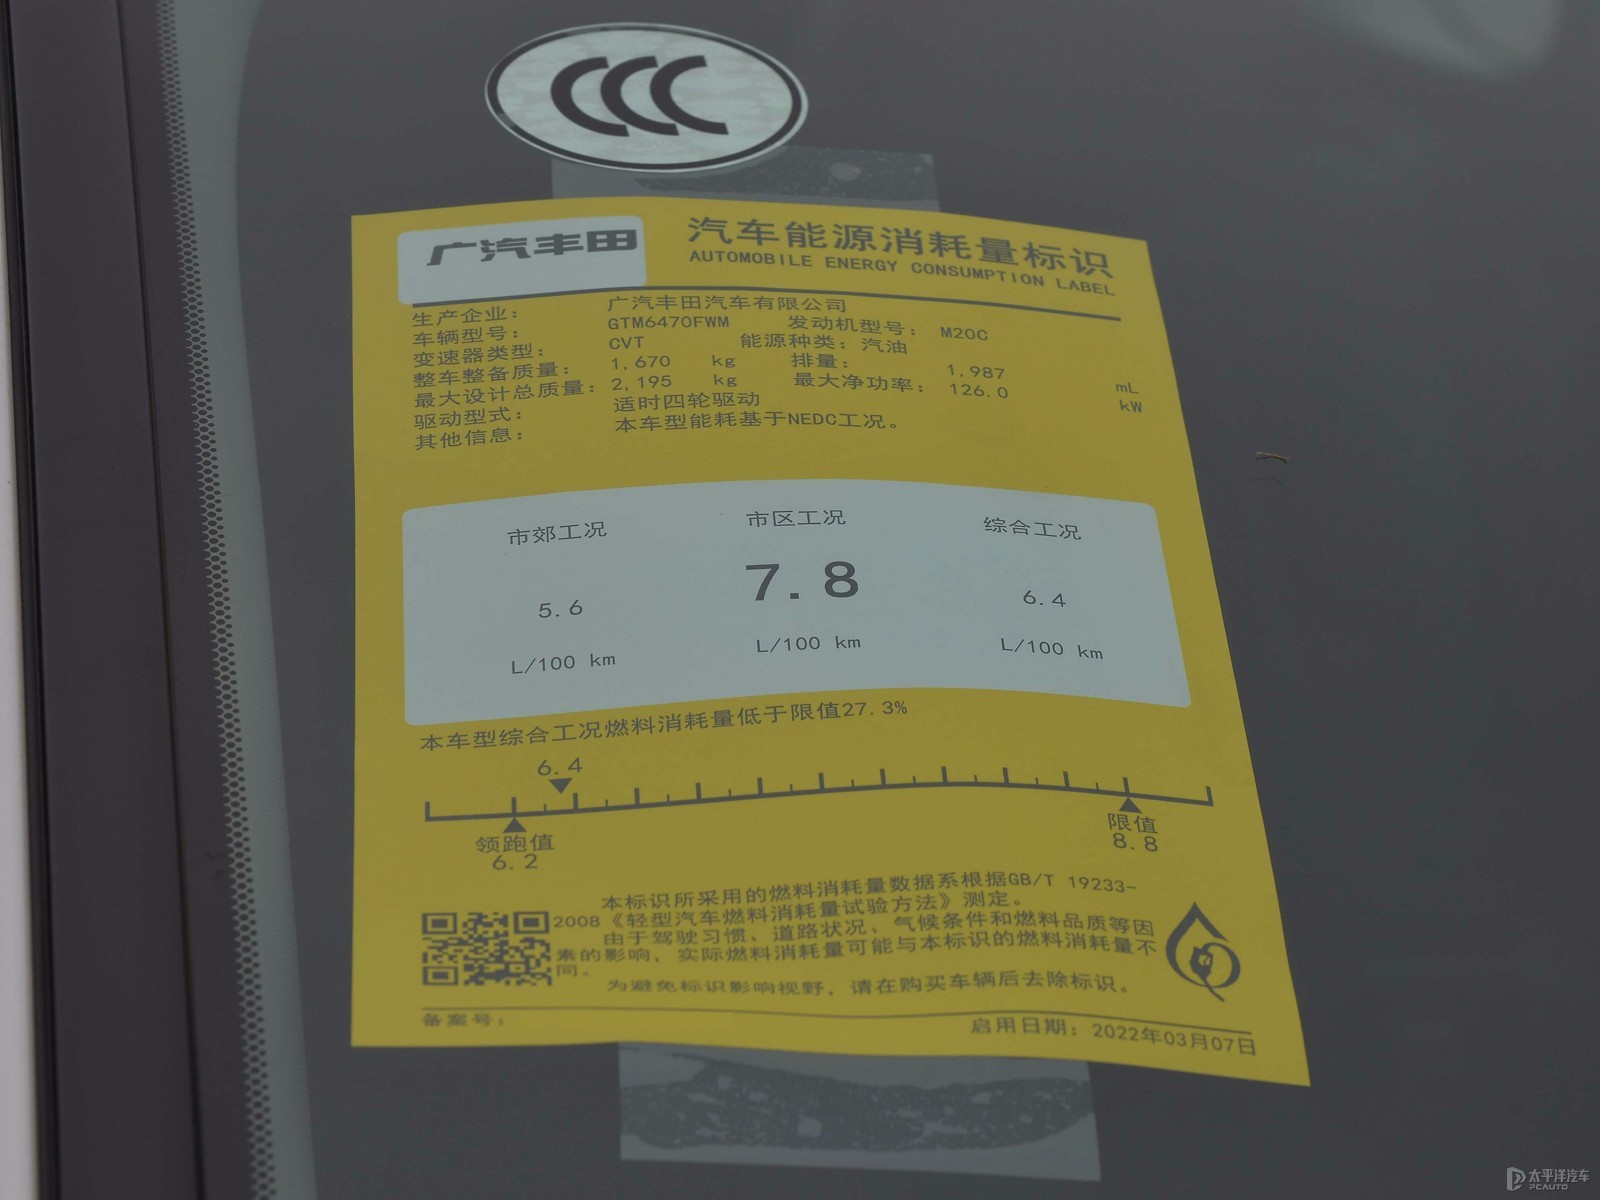 CCC
广汽丰田
汽车能源消耗量标识
AUTOMOBILE ENERGY CONSUMPTION LABEL
生产企业： 广汽丰田汽车有限公司
车辆型号： GTM6470FWM 发动机型号： M20C
变速器类型： CVT 能源种类： 汽油
整车整备质量： 1,670 kg 排量： 1,987 mL
最大设计总质量： 2,195 kg 最大净功率： 126.0 kW
驱动型式： 适时四轮驱动
其他信息： 本车型能耗基于NEDC工况。
市郊工况 市区工况 综合工况
5.6 7.8 6.4
L/100 km L/100 km L/100 km
本车型综合工况燃料消耗量低于限值27.3%
6.4
领跑值 限值
6.2 8.8
本标识所采用的燃料消耗量数据系根据GB/T 19233-
2008《轻型汽车燃料消耗量试验方法》测定。
由于驾驶习惯、道路状况、气候条件和燃料品质等因
素的影响，实际燃料消耗量可能与本标识的燃料消耗量不
同。
为避免标识影响视野，请在购买车辆后去除标识。
备案号：
启用日期：2022年03月07日
太平洋汽车
PCAUTO